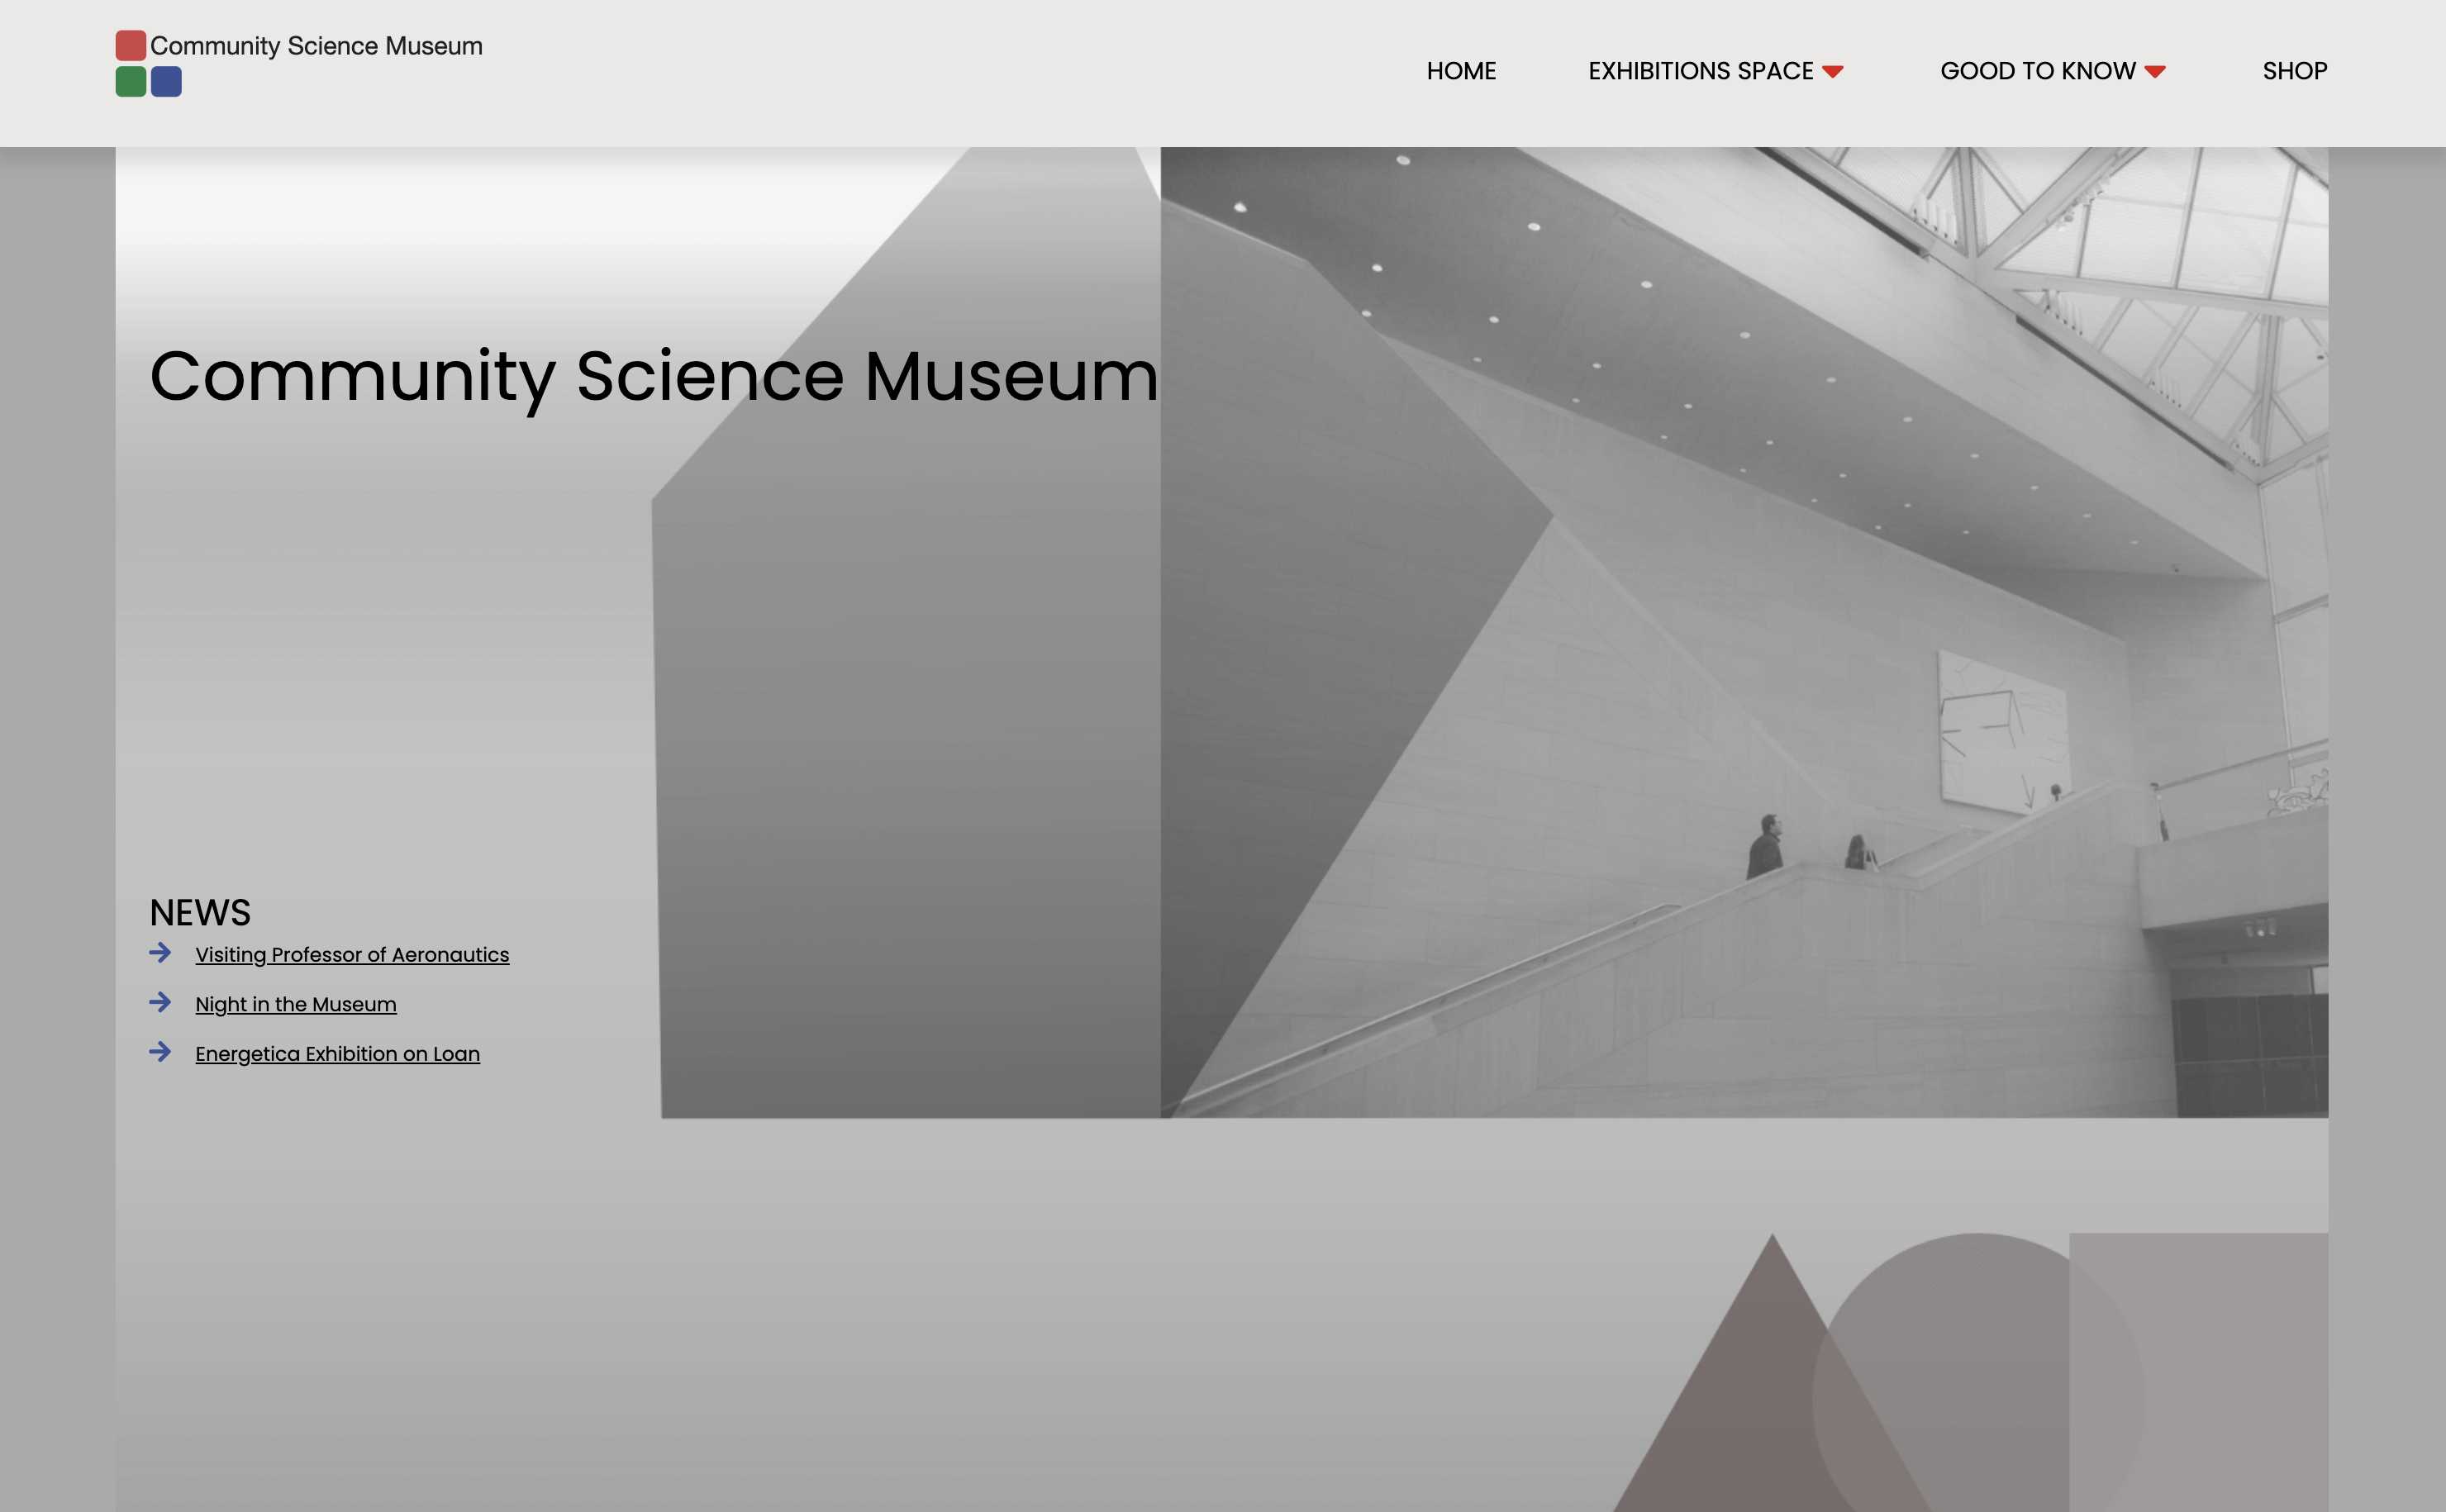 Community Science Museum
HOME
EXHIBITIONS SPACE
GOOD TO KNOW
SHOP
Community Science Museum
NEWS
Visiting Professor of Aeronautics
Night in the Museum
Energetica Exhibition on Loan